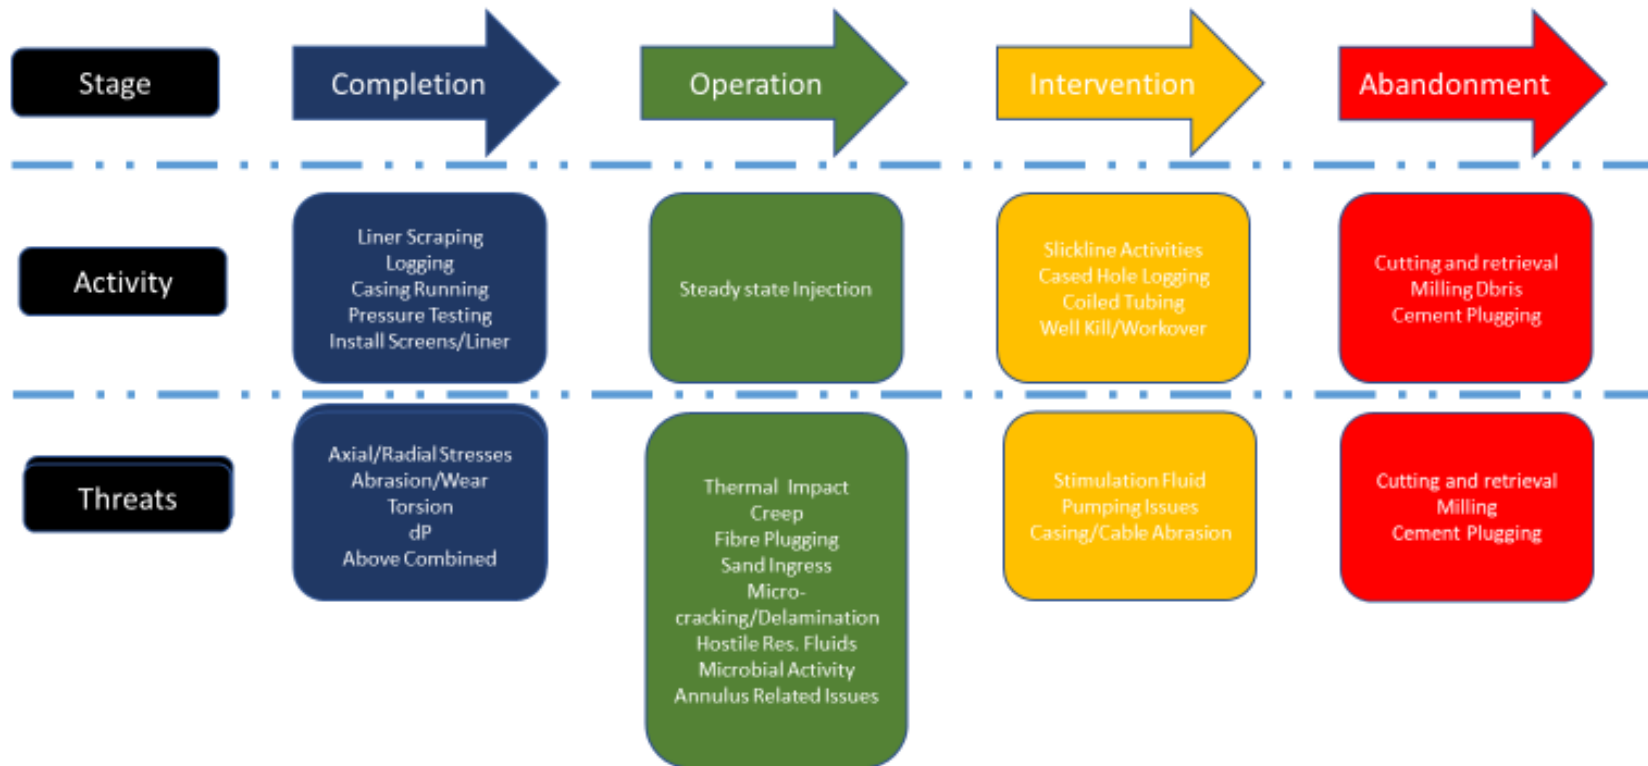 Stage
Completion
Operation
Intervention
Abandonment
Activity
Liner Scraping
Logging
Casing Running
Pressure Testing
Install Screens/Liner
Steady state Injection
Slickline Activities
Cased Hole Logging
Coiled Tubing
Well Kill/Workover
Cutting and retrieval
Milling Dbris
Cement Plugging
Threats
Axial/Radial Stresses
Abrasion/Wear
Torsion
dP
Above Combined
Thermal Impact
Creep
Fibre Plugging
Sand Ingress
Micro-
cracking/Delamination
Hostile Res. Fluids
Microbial Activity
Annulus Related Issues
Stimulation Fluid
Pumping Issues
Casing/Cable Abrasion
Cutting and retrieval
Milling
Cement Plugging